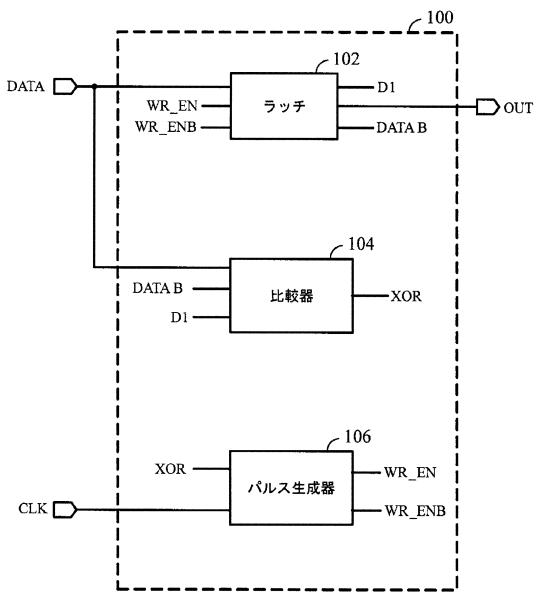 100
102
DATA
ラッチ
D1
WR_EN
OUT
WR_ENB
DATA B
104
比較器
DATA B
XOR
D1
106
XOR
パルス生成器
WR_EN
CLK
WR_ENB